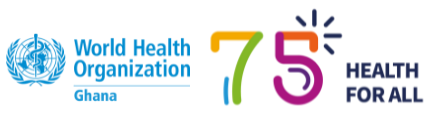 World Health
Organization
Ghana
75
HEALTH
FOR ALL